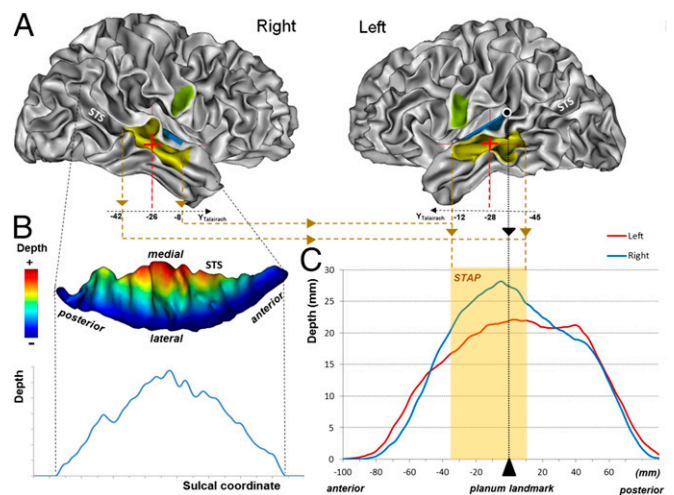 A
Right
Left
STS
STS
-42
-26
-8
YTalairach
YTalairach
-12
-28
-45
B
Depth
+
–
medial
STS
posterior
anterior
lateral
Depth
Sulcal coordinate
C
Left
Right
STAP
Depth (mm)
30
25
20
15
10
5
0
-100 -80 -60 -40 -20 0 20 40 60 (mm)
anterior planum landmark posterior